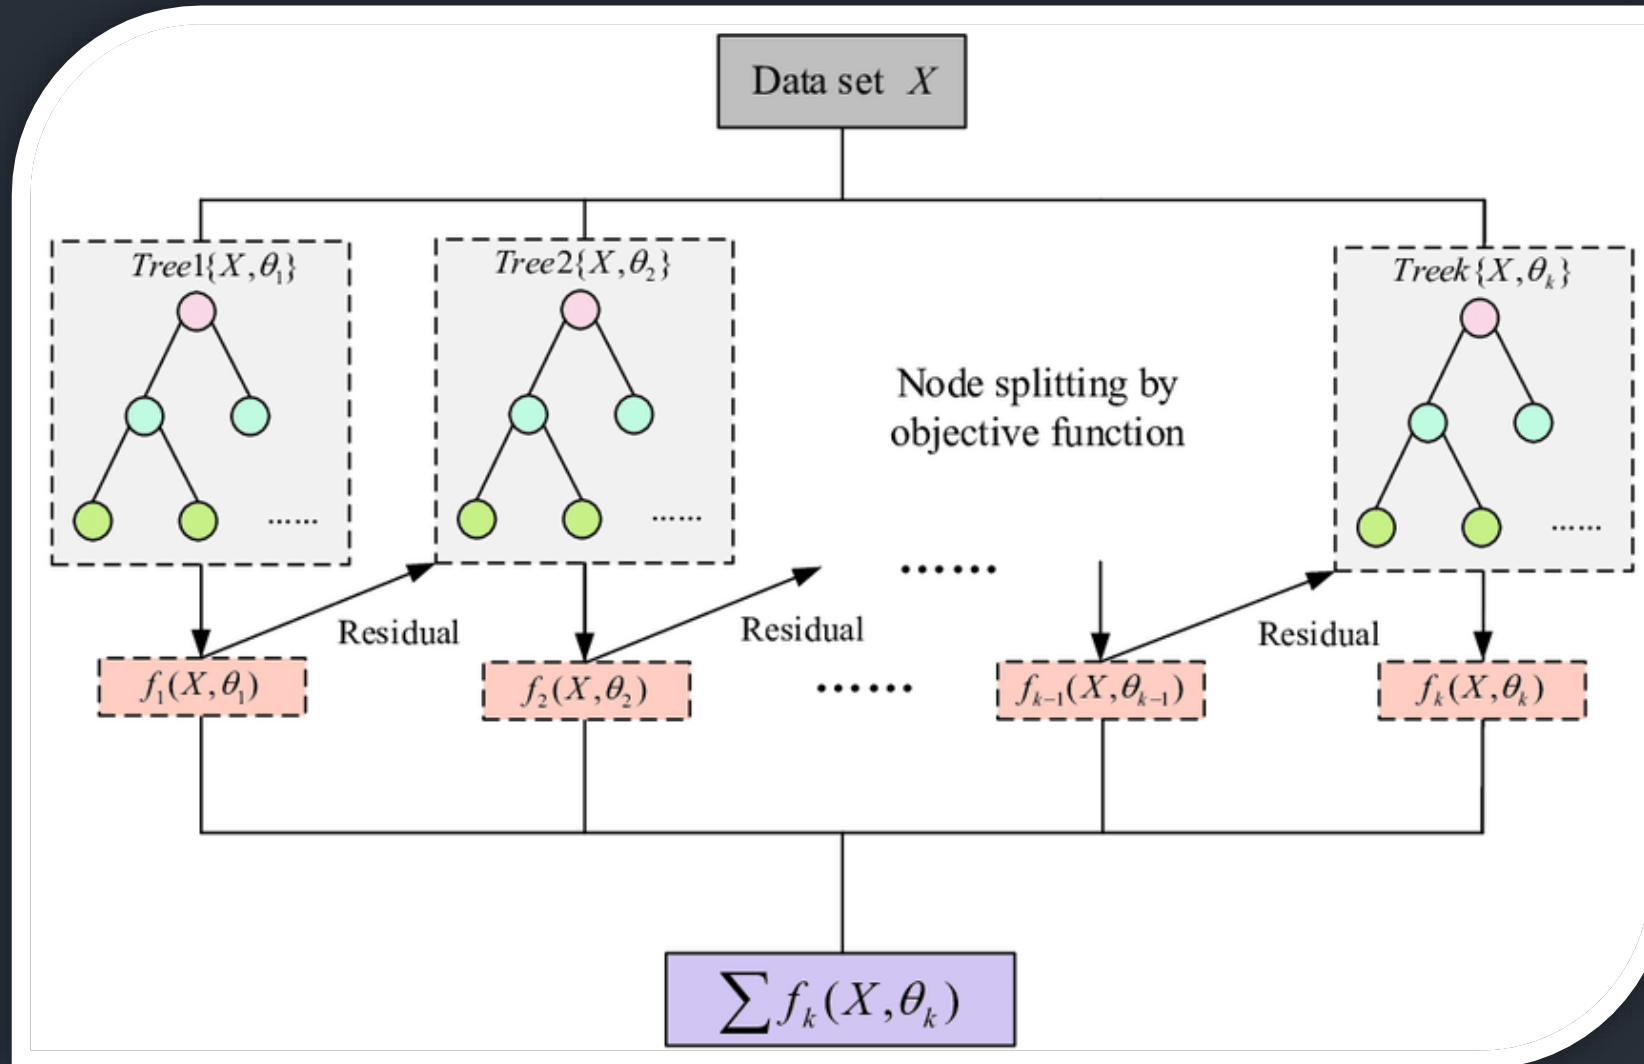 Data set X
Tree1{X,θ₁}
Tree2{X,θ₂}
Treek{X,θₖ}
Node splitting by
objective function
......
......
......
......
Residual
Residual
Residual
f₁(X,θ₁)
f₂(X,θ₂)
......
fₖ₋₁(X,θₖ₋₁)
fₖ(X,θₖ)
∑fₖ(X,θₖ)